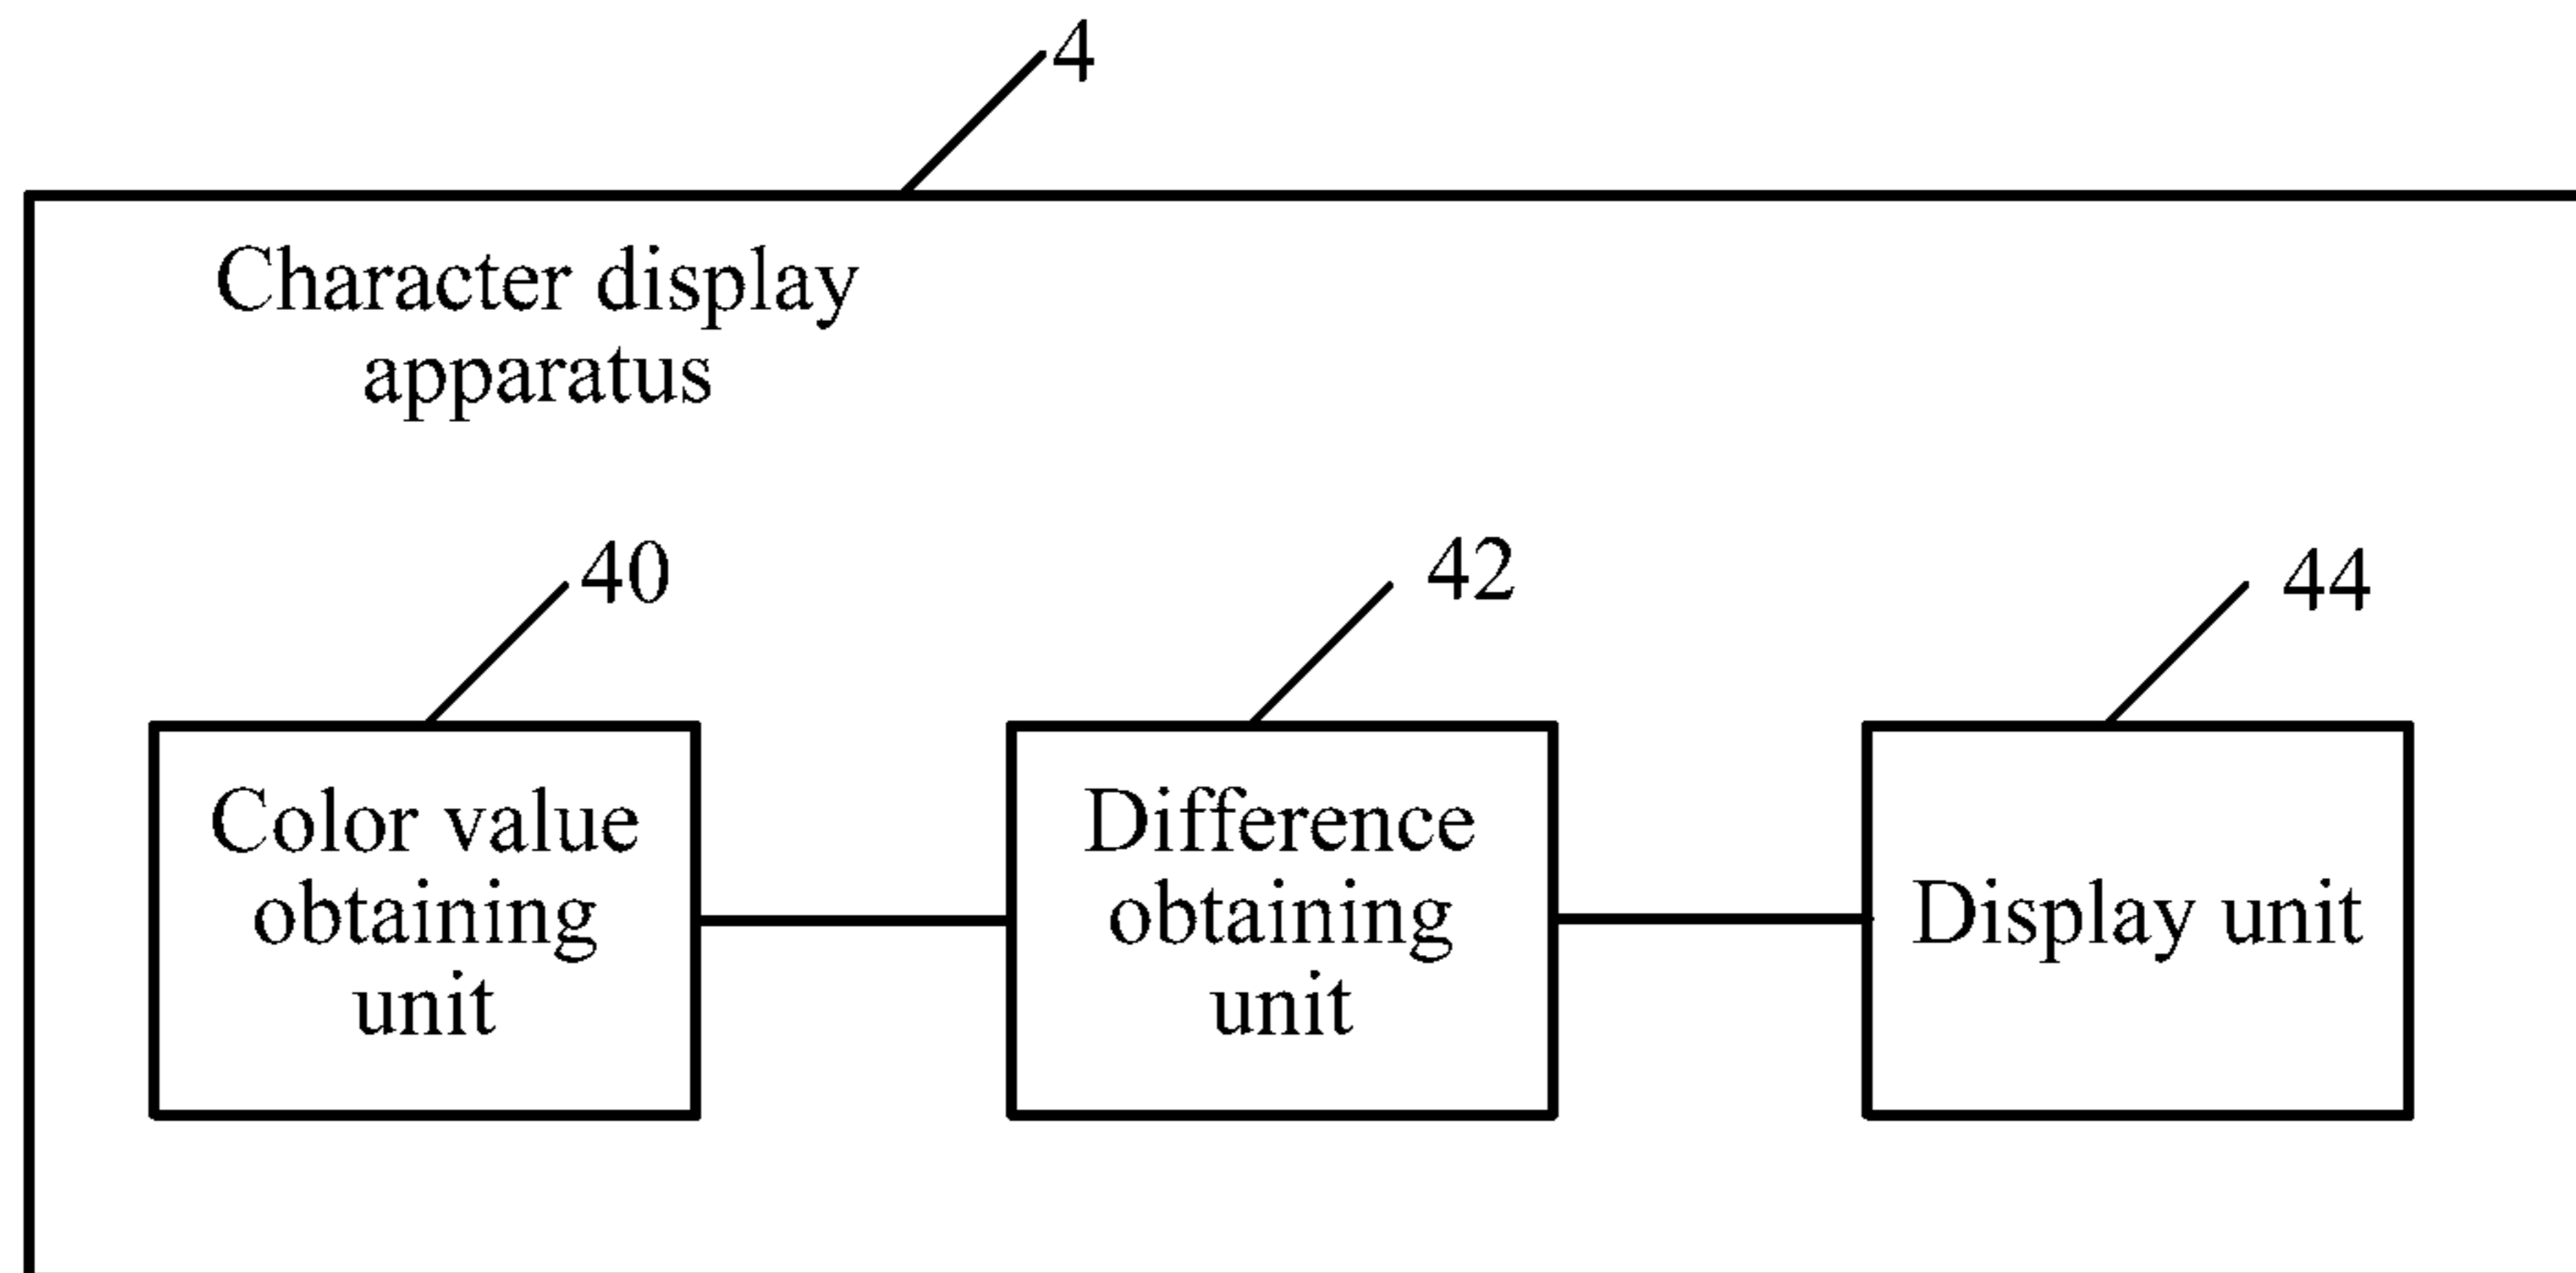 4
Character display
apparatus
40
42
44
Color value
obtaining
unit
Difference
obtaining
unit
Display unit